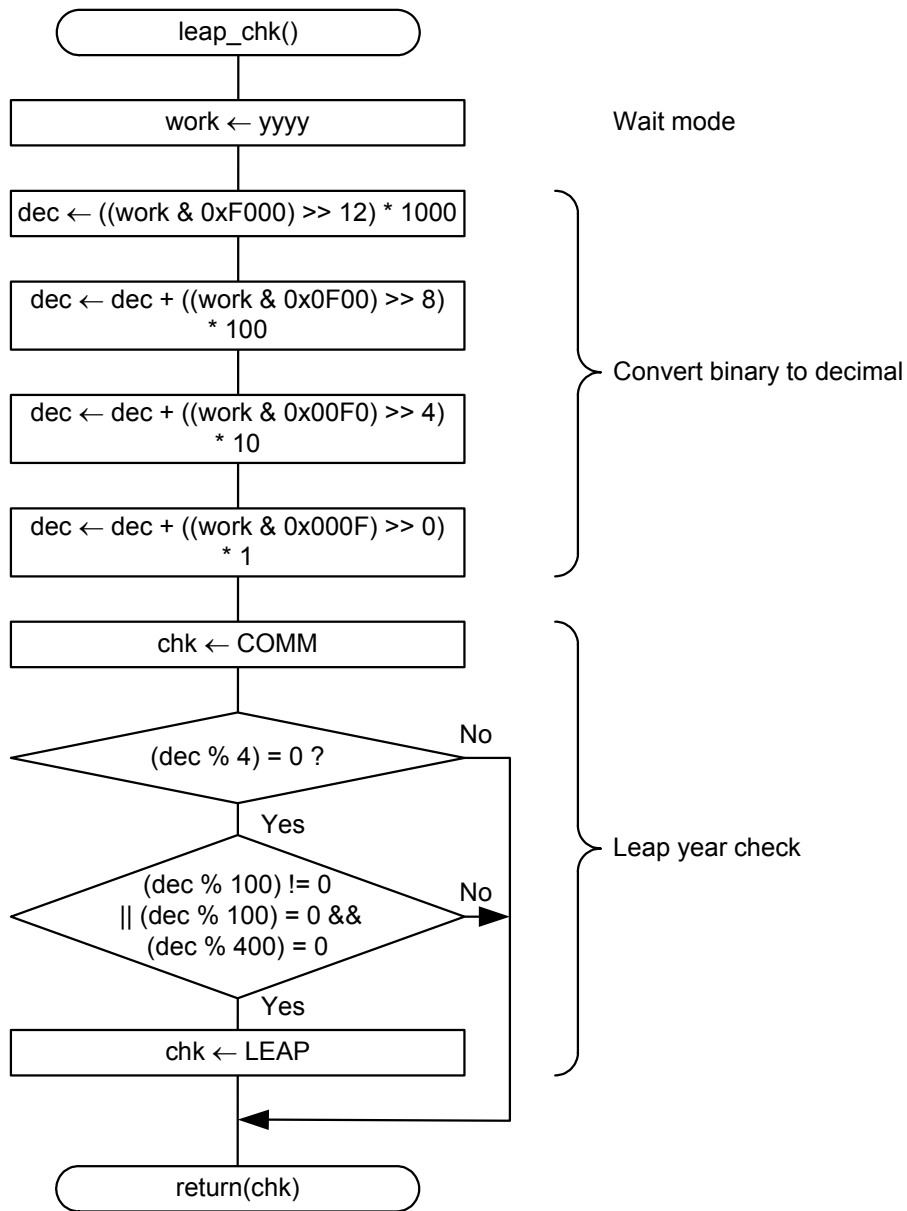 leap_chk()
work ← yyyy
Wait mode
dec ← ((work & 0xF000) >> 12) * 1000
dec ← dec + ((work & 0x0F00) >> 8)
* 100
Convert binary to decimal
dec ← dec + ((work & 0x00F0) >> 4)
* 10
dec ← dec + ((work & 0x000F) >> 0)
* 1
chk ← COMM
No
(dec % 4) = 0 ?
Yes
Leap year check
(dec % 100) != 0
|| (dec % 100) = 0 &&
(dec % 400) = 0
No
Yes
chk ← LEAP
return(chk)